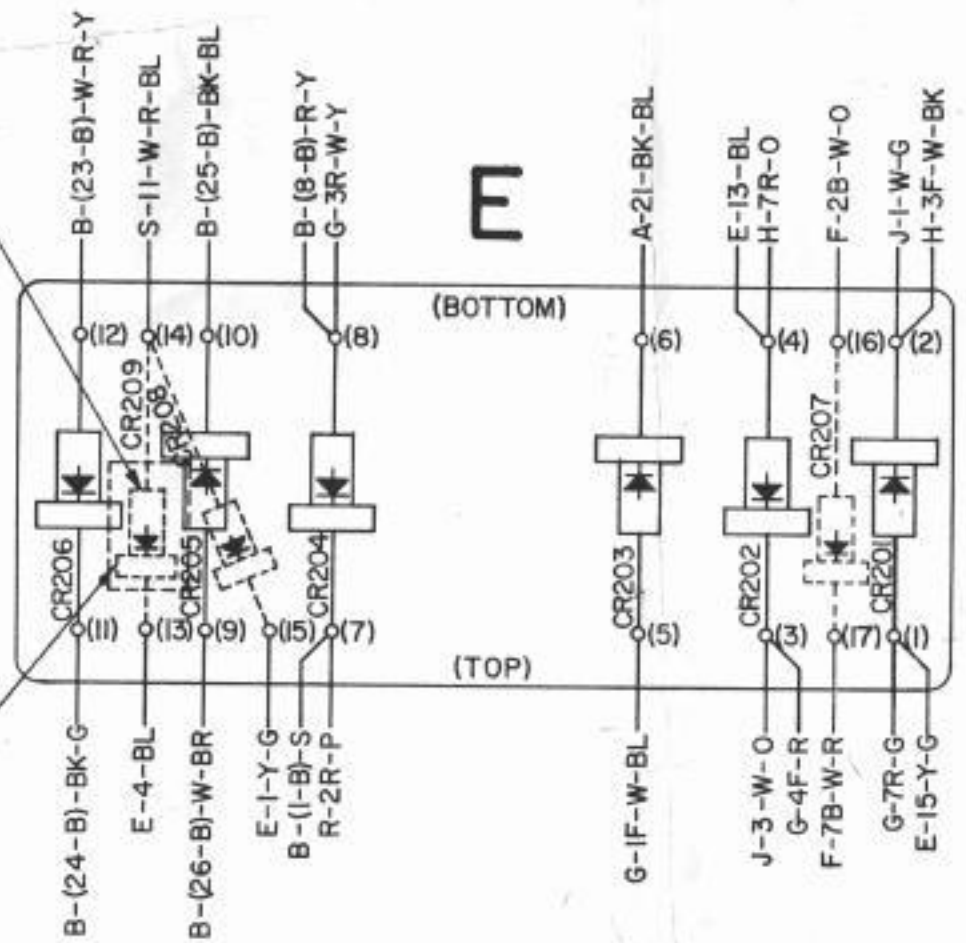 B-(23-B)-W-R-Y
S-11-W-R-BL
B-(25-B)-BK-BL
B-(8-B)-R-Y
G-3R-W-Y
E
A-21-BK-BL
E-13-BL
H-7R-O
F-2B-W-O
J-1-W-G
H-3F-W-BK
(BOTTOM)
(12)
(14)
(10)
(8)
(6)
(4)
(16)
(2)
CR209
CR208
CR207
CR206
CR205
CR204
CR203
CR202
CR201
(11)
(13)
(9)
(15)
(7)
(5)
(3)
(17)
(1)
(TOP)
B-(24-B)-BK-G
E-4-BL
B-(26-B)-W-BR
E-1-Y-G
B-(1-B)-S
R-2R-P
G-1F-W-BL
J-3-W-O
G-4F-R
F-7B-W-R
G-7R-G
E-15-Y-G